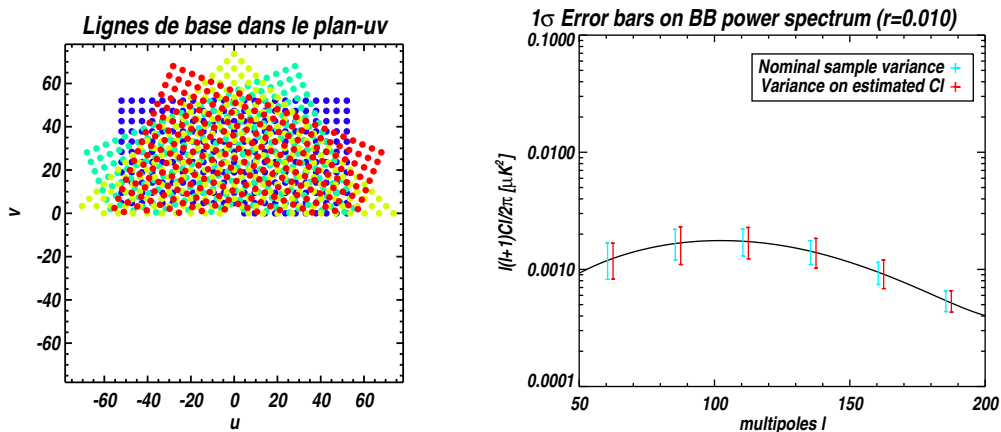 Lignes de base dans le plan-uv
60
40
20
0
-20
-40
-60
v
-60 -40 -20 0 20 40 60
u
1σ Error bars on BB power spectrum (r=0.010)
Nominal sample variance
Variance on estimated Cl
0.1000
0.0100
0.0010
0.0001
l(l+1)Cl/2π [μK²]
50 100 150 200
multipoles l